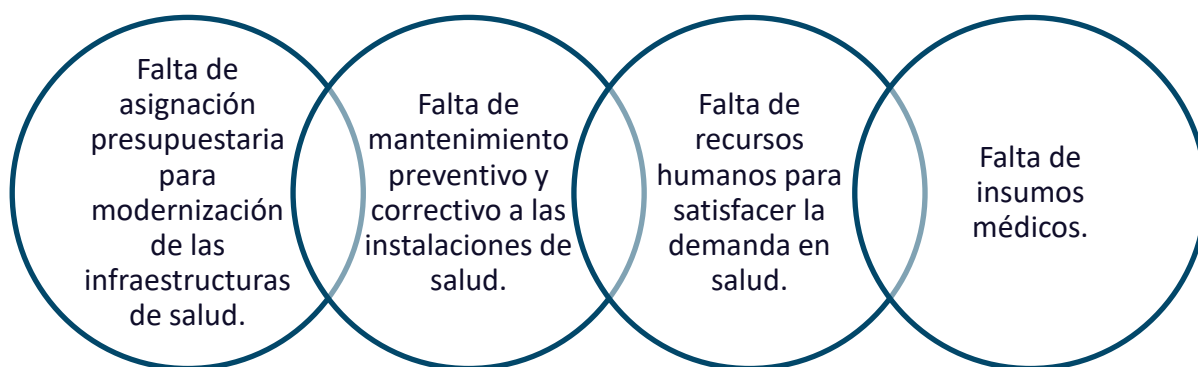 Falta de
asignación
presupuestaria
para
modernización
de las
infraestructuras
de salud.
Falta de
mantenimiento
preventivo y
correctivo a las
instalaciones de
salud.
Falta de
recursos
humanos para
satisfacer la
demanda en
salud.
Falta de
insumos
médicos.